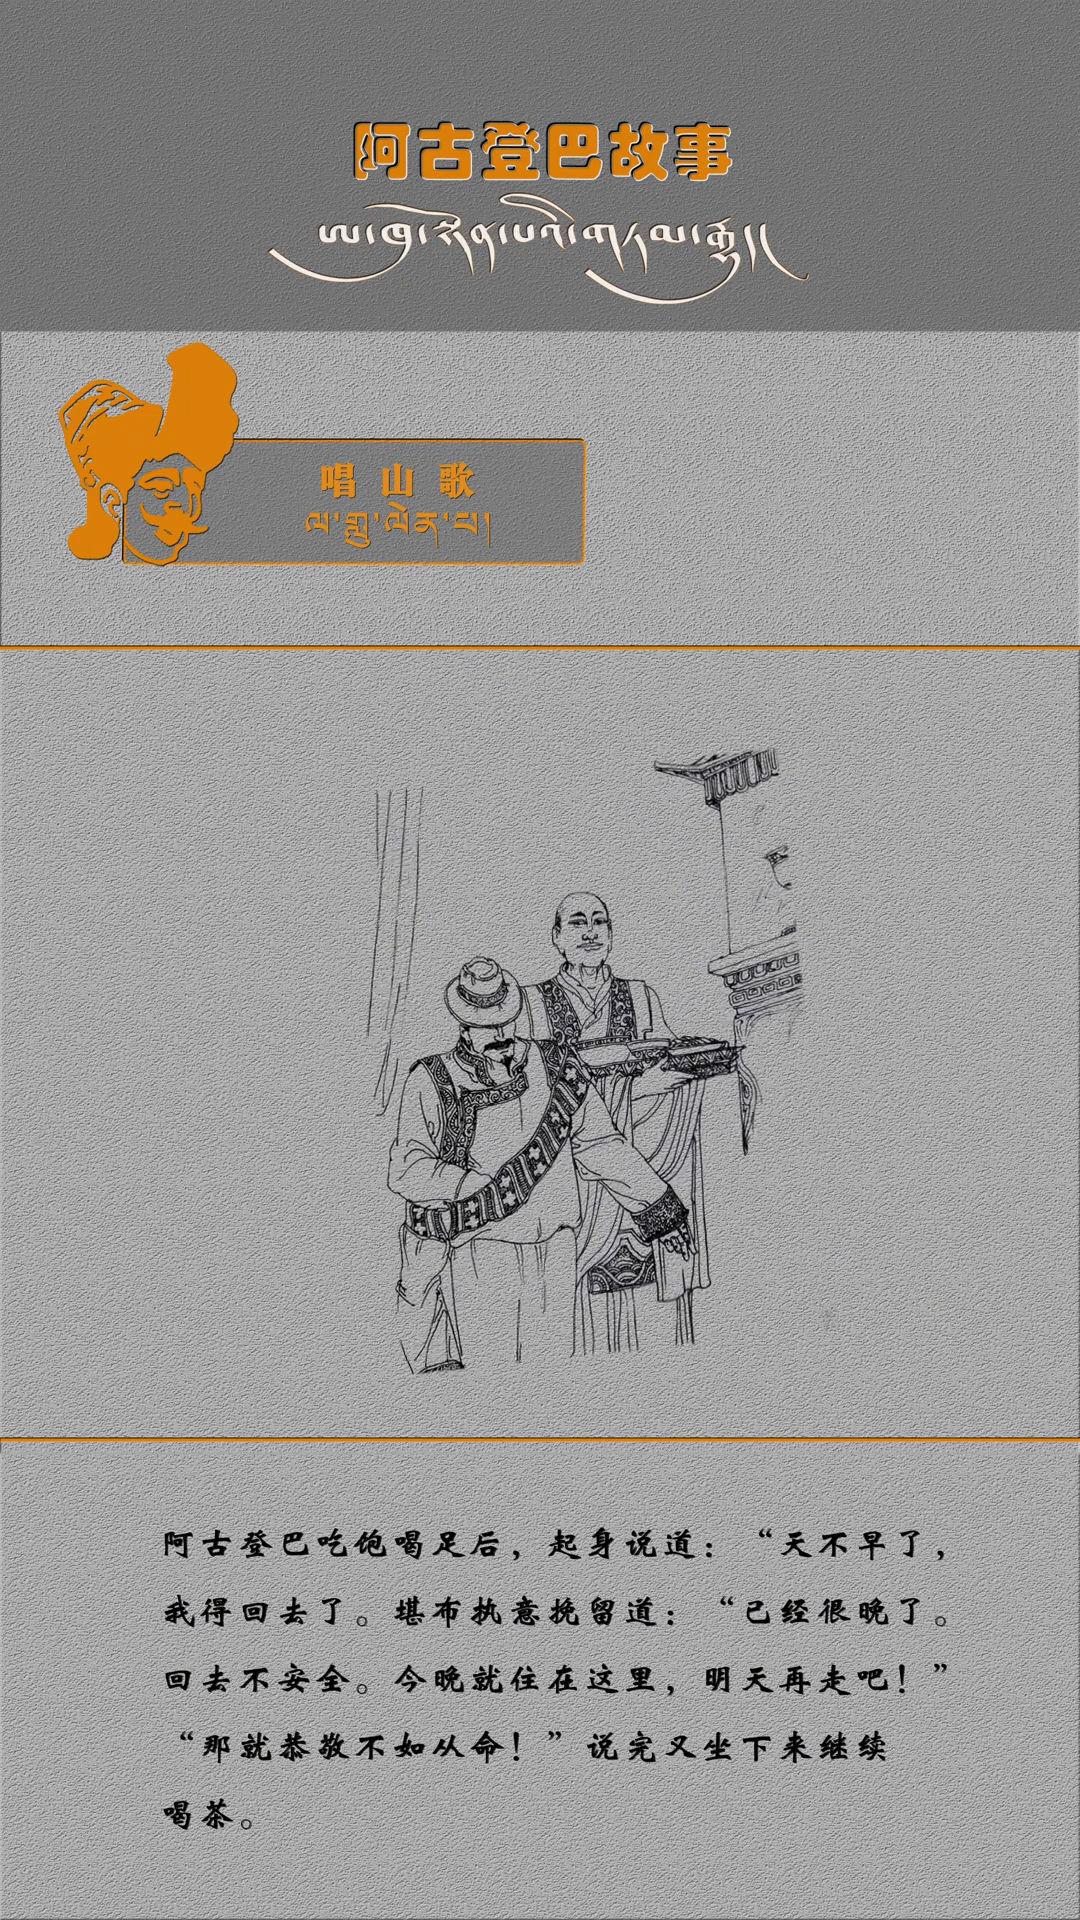 阿古登巴故事
ཨ་ཁུ་སྟོན་པའི་གཏམ་རྒྱུད།།
唱山歌
ལ་གླུ་ལེན་པ།
阿古登巴吃饱喝足后，起身说道：“天不早了，
我得回去了。堪布执意挽留道：“已经很晚了。
回去不安全。今晚就住在这里，明天再走吧！”
“那就恭敬不如从命！”说完又坐下来继续
喝茶。